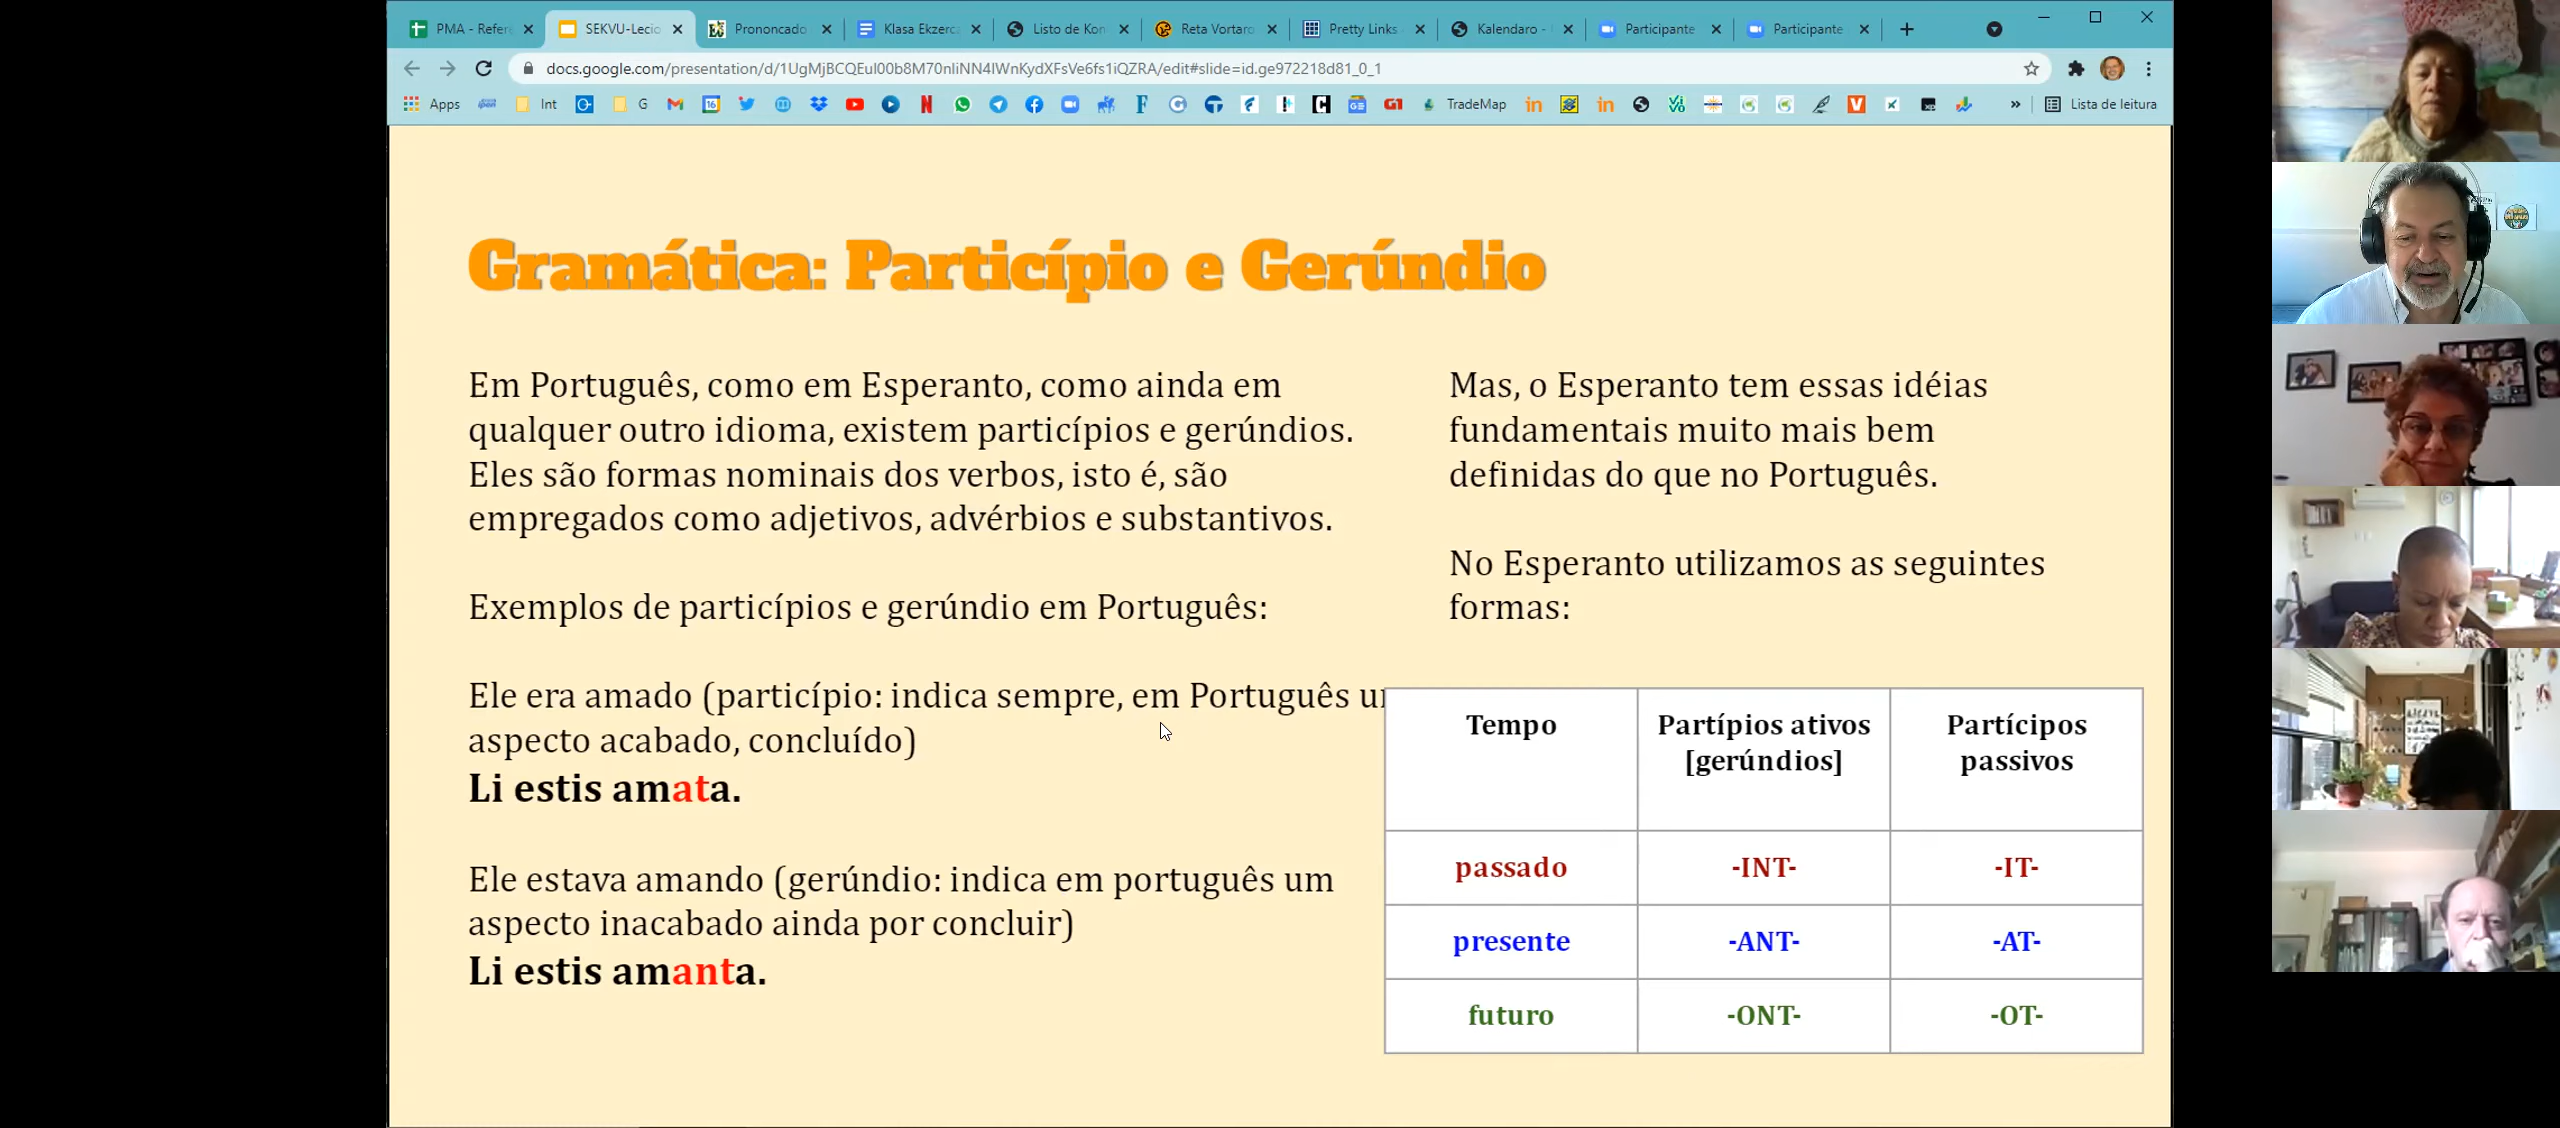 PMA - Refere
SEKVU-Lecio
Prononcado
Klasa Ekzerca
Listo de Kon
Reta Vortaro
Pretty Links
Kalendaro -
Participante
Participante
docs.google.com/presentation/d/1UgMjBCQEul00b8M70nIiNN4lWnKydXFsVe6fs1iQZRA/edit#slide=id.ge972218d81_0_1
Apps
Int
G
TradeMap
Lista de leitura
Gramática: Particípio e Gerúndio
Em Português, como em Esperanto, como ainda em
qualquer outro idioma, existem particípios e gerúndios.
Eles são formas nominais dos verbos, isto é, são
empregados como adjetivos, advérbios e substantivos.
Exemplos de particípios e gerúndio em Português:
Ele era amado (particípio: indica sempre, em Português u
aspecto acabado, concluído)
Li estis amata.
Ele estava amando (gerúndio: indica em português um
aspecto inacabado ainda por concluir)
Li estis amanta.
Mas, o Esperanto tem essas idéias
fundamentais muito mais bem
definidas do que no Português.
No Esperanto utilizamos as seguintes
formas:
Tempo
Partípios ativos
[gerúndios]
Partícipos
passivos
passado
-INT-
-IT-
presente
-ANT-
-AT-
futuro
-ONT-
-OT-